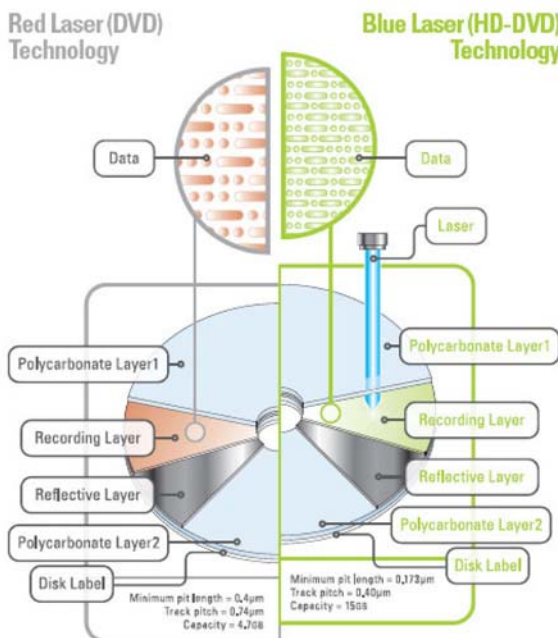 Red Laser (DVD)
Technology
Blue Laser (HD-DVD)
Technology
Data
Data
Laser
Polycarbonate Layer1
Polycarbonate Layer1
Recording Layer
Recording Layer
Reflective Layer
Reflective Layer
Polycarbonate Layer2
Polycarbonate Layer2
Disk Label
Disk Label
Minimum pit length = 0.4µm
Track pitch = 0.74µm
Capacity = 4.7GB
Minimum pit length = 0.173µm
Track pitch = 0.40µm
Capacity = 15GB